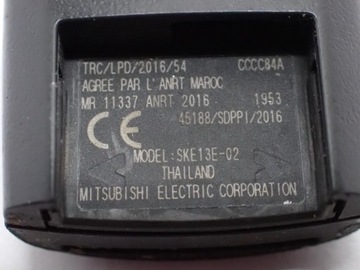 TRC/LPD/2016/54 CCCC84A
AGREE PAR L'ANRT MAROC
MR 11337 ANRT 2016 1953
CE 45188/SDPPI/2016
MODEL:SKE13E-02
THAILAND
MITSUBISHI ELECTRIC CORPORATION